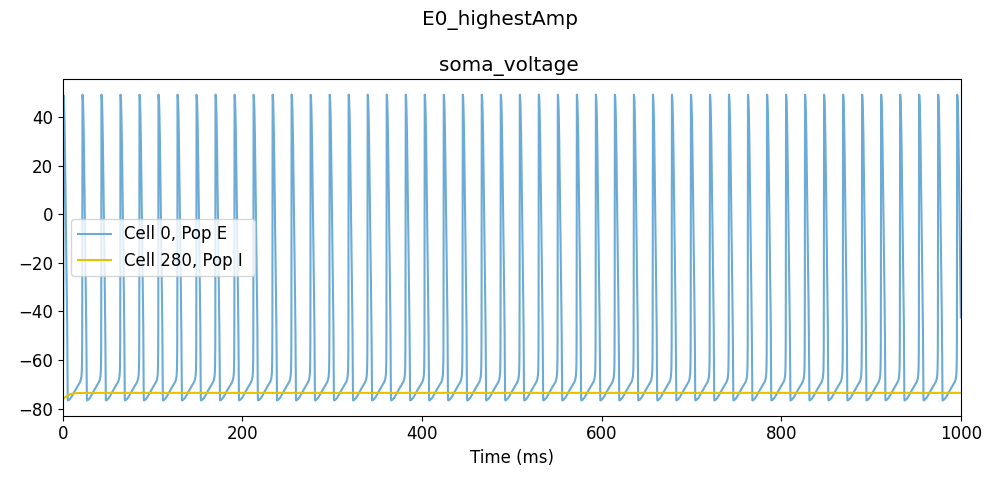 E0_highestAmp
soma_voltage
40
20
0
−20
−40
−60
−80
Cell 0, Pop E
Cell 280, Pop I
0 200 400 600 800 1000
Time (ms)